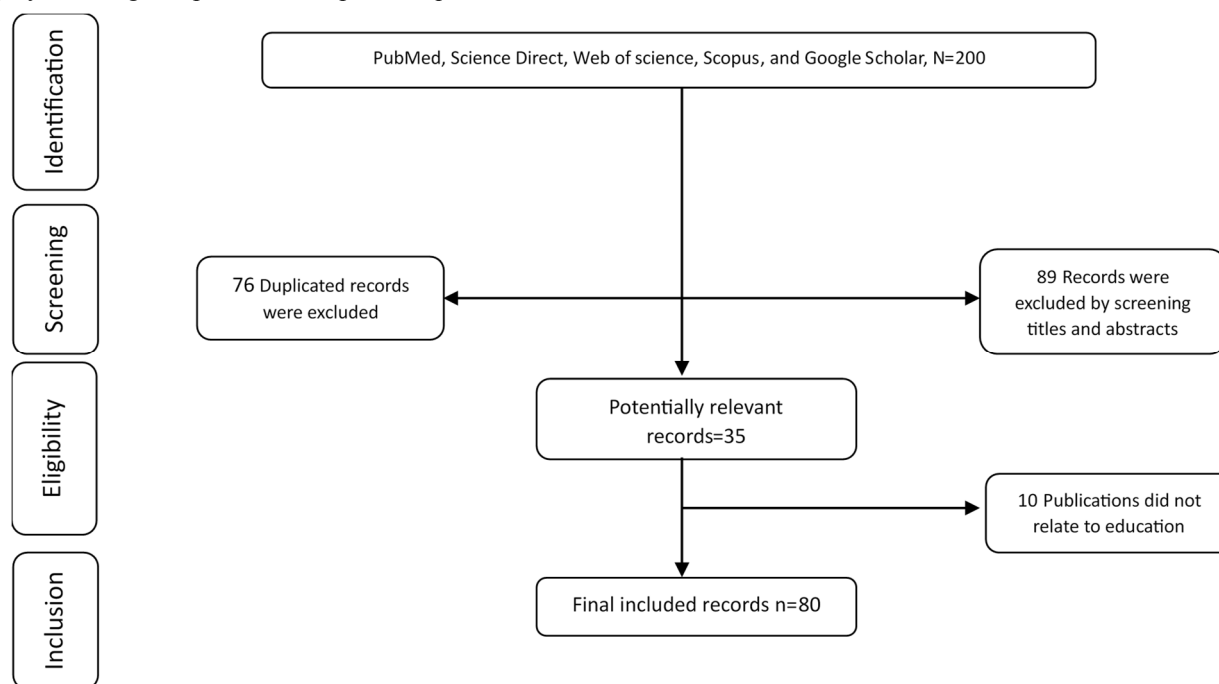 Identification
PubMed, Science Direct, Web of science, Scopus, and Google Scholar, N=200
Screening
76 Duplicated records
were excluded
89 Records were
excluded by screening
titles and abstracts
Eligibility
Potentially relevant
records=35
10 Publications did not
relate to education
Inclusion
Final included records n=80